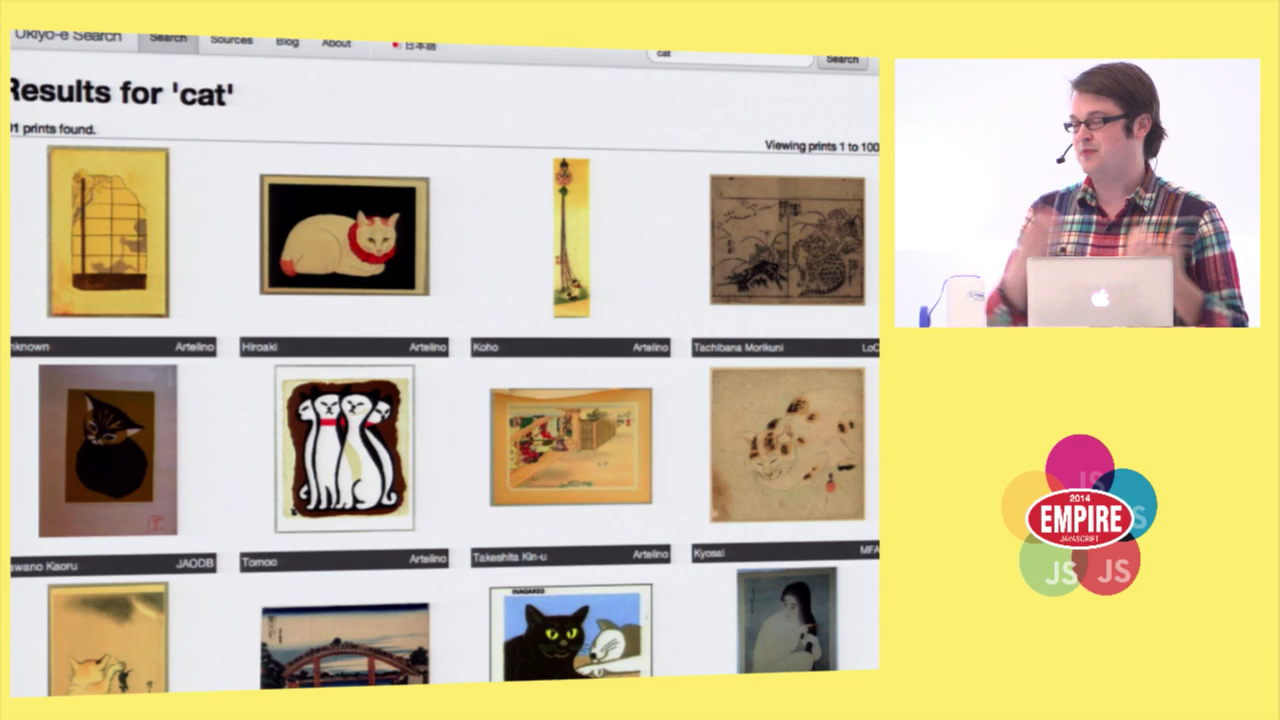 Ukiyo-e Search Search Sources Blog About 日本語 cat Search
Results for 'cat'
91 prints found.
Viewing prints 1 to 100
nknown Artelino
Hiroaki Artelino
Koho Artelino
Tachibana Morikuni LoC
awano Kaoru JAODB
Tomoo Artelino
Takeshita Kin-u Artelino
Kyosai MFA
JS
2014
EMPIRE
JAVASCRIPT
JS
JS
JS